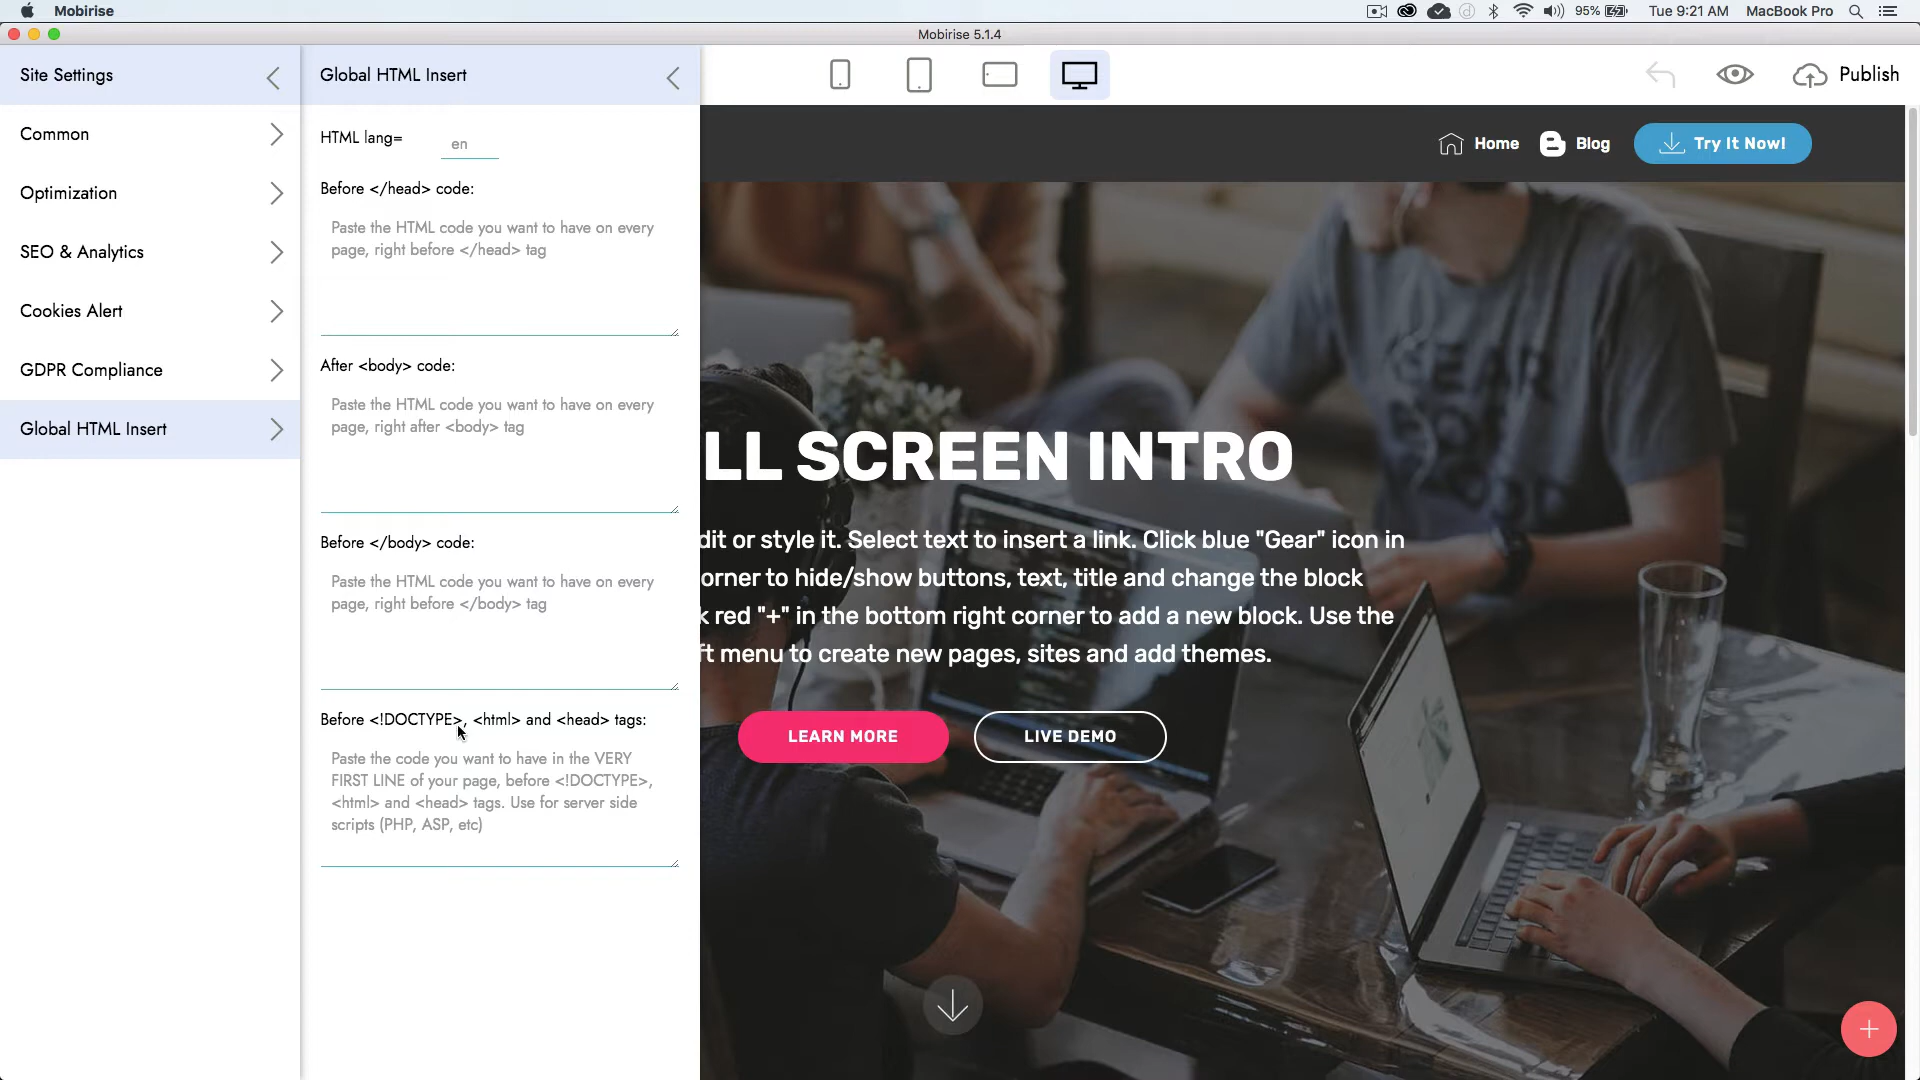 Mobirise
95%
Tue 9:21 AM
MacBook Pro
Mobirise 5.1.4
Site Settings
Common
Optimization
SEO & Analytics
Cookies Alert
GDPR Compliance
Global HTML Insert
Global HTML Insert
HTML lang=
en
Before </head> code:
Paste the HTML code you want to have on every
page, right before </head> tag
After <body> code:
Paste the HTML code you want to have on every
page, right after <body> tag
Before </body> code:
Paste the HTML code you want to have on every
page, right before </body> tag
Before <!DOCTYPE>, <html> and <head> tags:
Paste the code you want to have in the VERY
FIRST LINE of your page, before <!DOCTYPE>,
<html> and <head> tags. Use for server side
scripts (PHP, ASP, etc)
Publish
Home
Blog
Try It Now!
LL SCREEN INTRO
dit or style it. Select text to insert a link. Click blue "Gear" icon in
orner to hide/show buttons, text, title and change the block
k red "+" in the bottom right corner to add a new block. Use the
ft menu to create new pages, sites and add themes.
LEARN MORE
LIVE DEMO